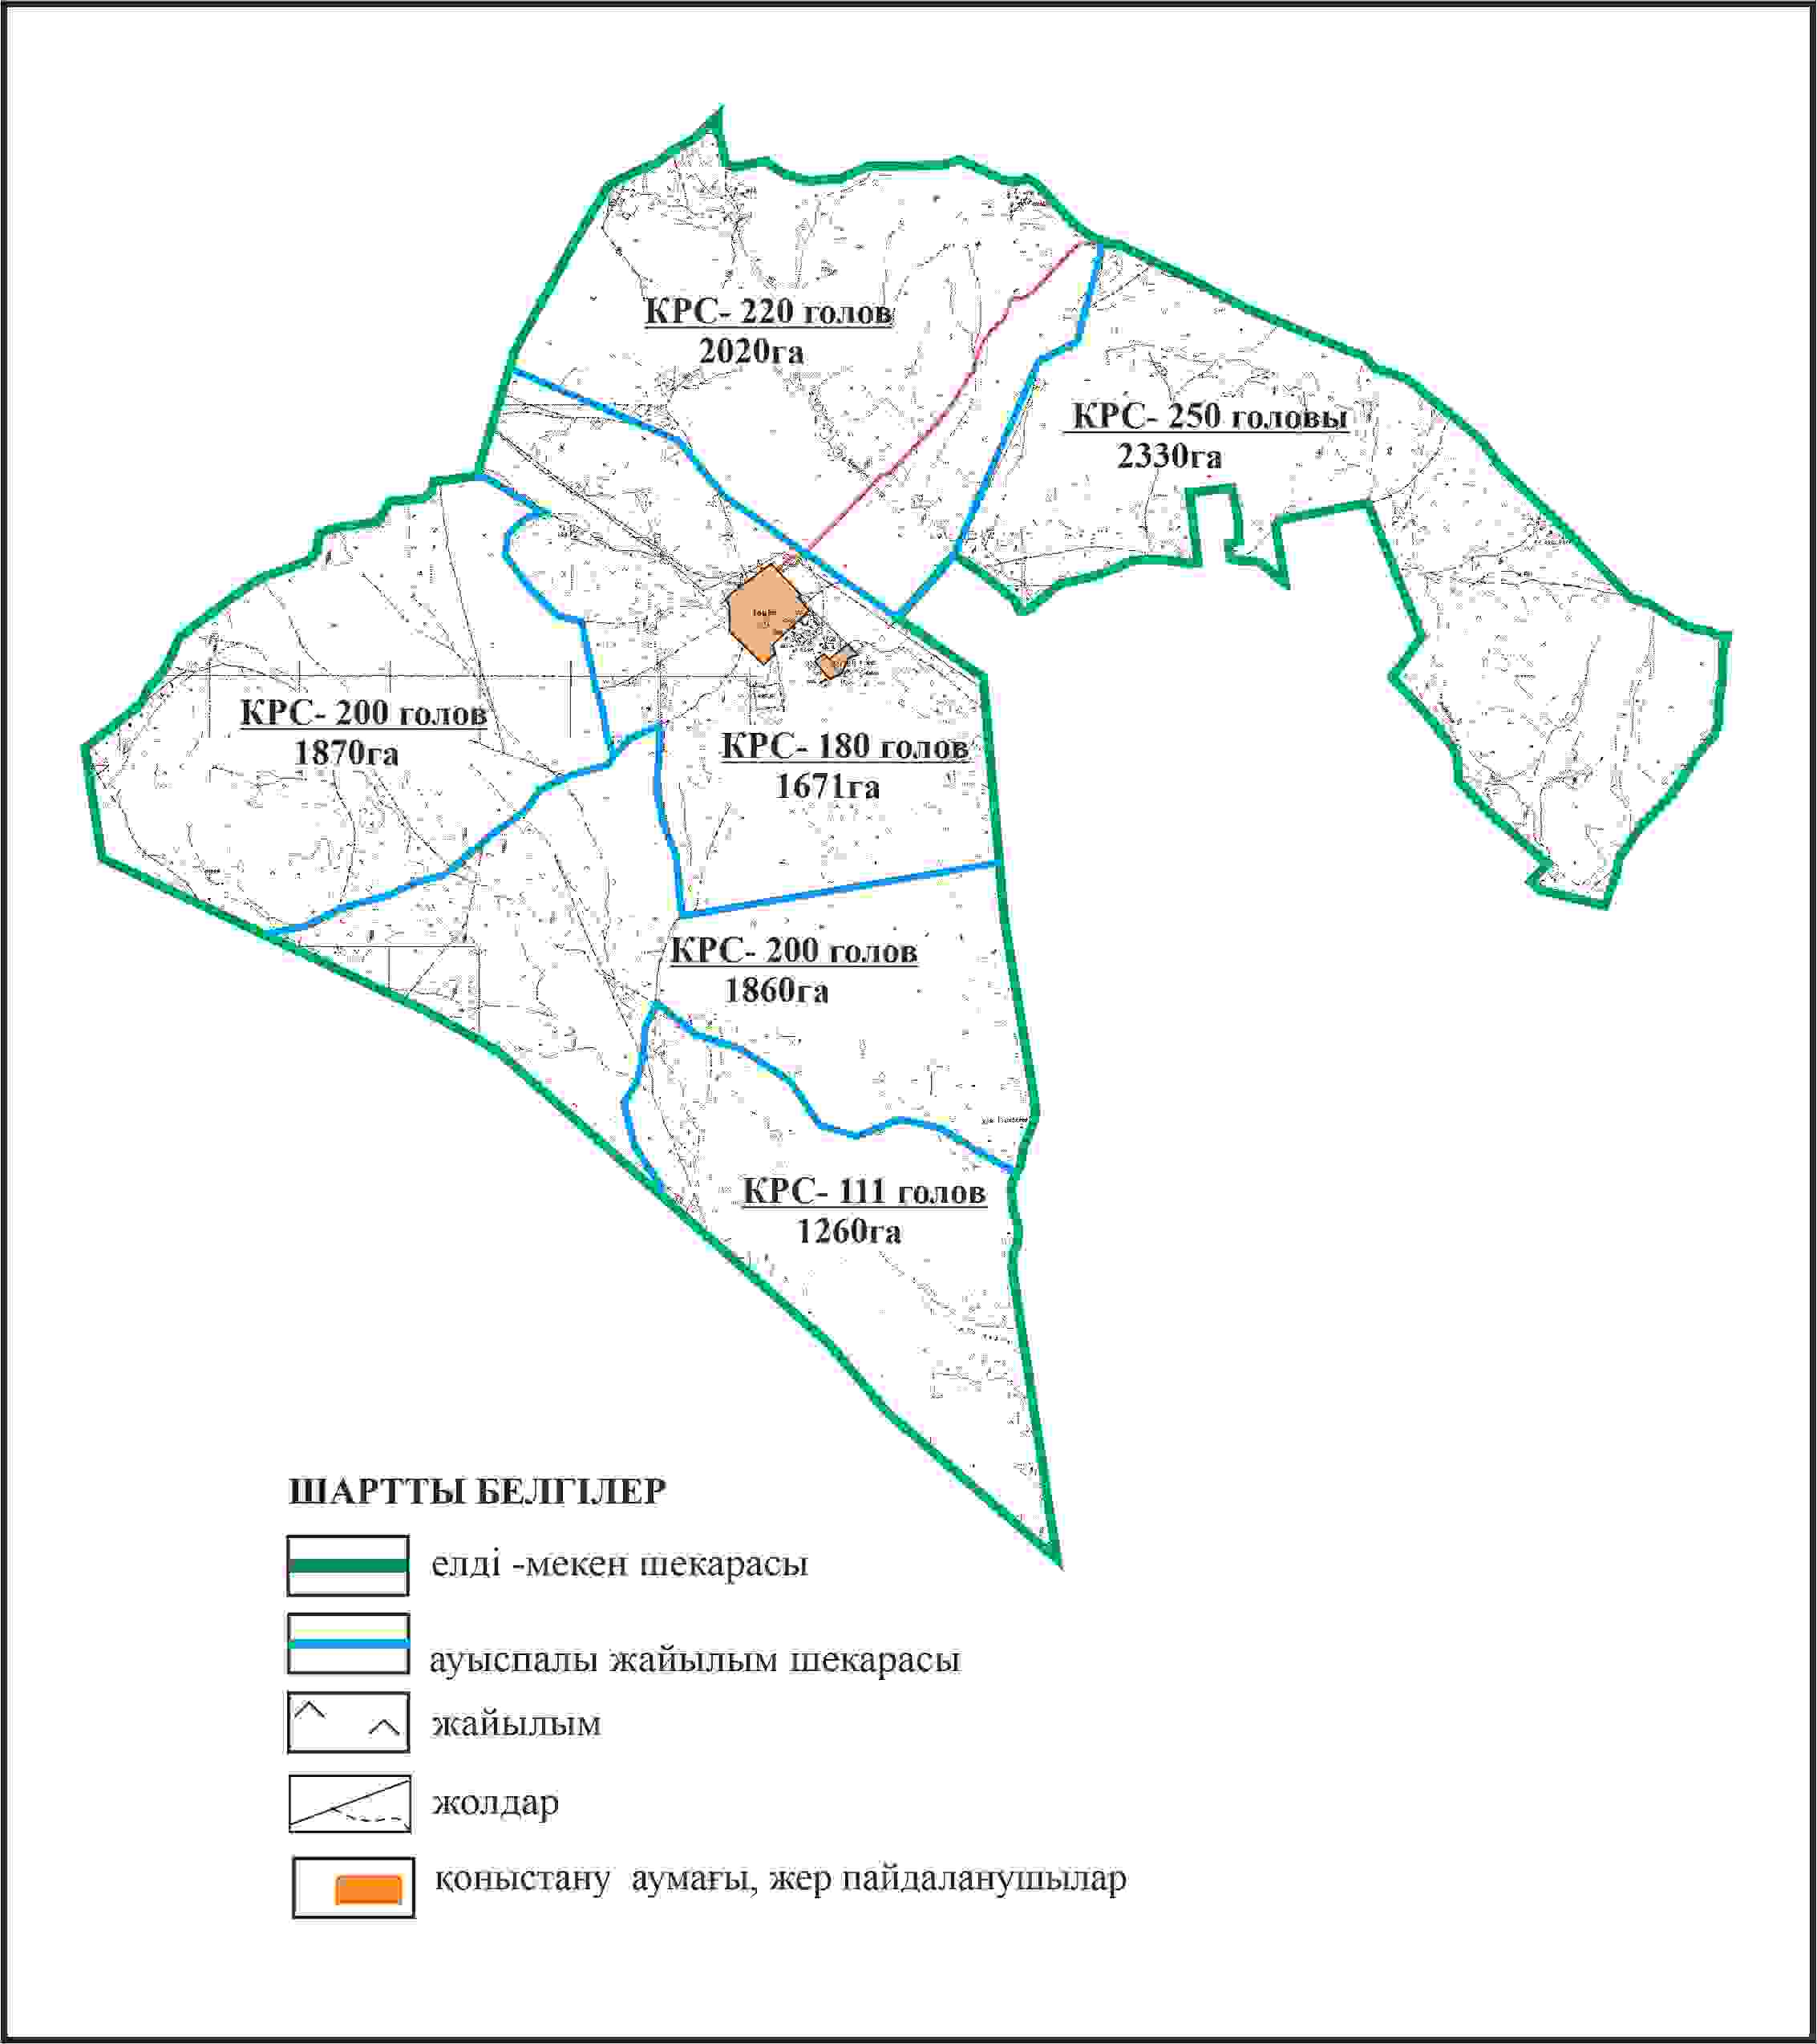 КРС- 220 голов
2020га
КРС- 250 головы
2330га
КРС- 200 голов
1870га
КРС- 180 голов
1671га
КРС- 200 голов
1860га
КРС- 111 голов
1260га
ШАРТТЫ БЕЛГІЛЕР
елді -мекен шекарасы
ауыспалы жайылым шекарасы
жайылым
жолдар
қоныстану аумағы, жер пайдаланушылар